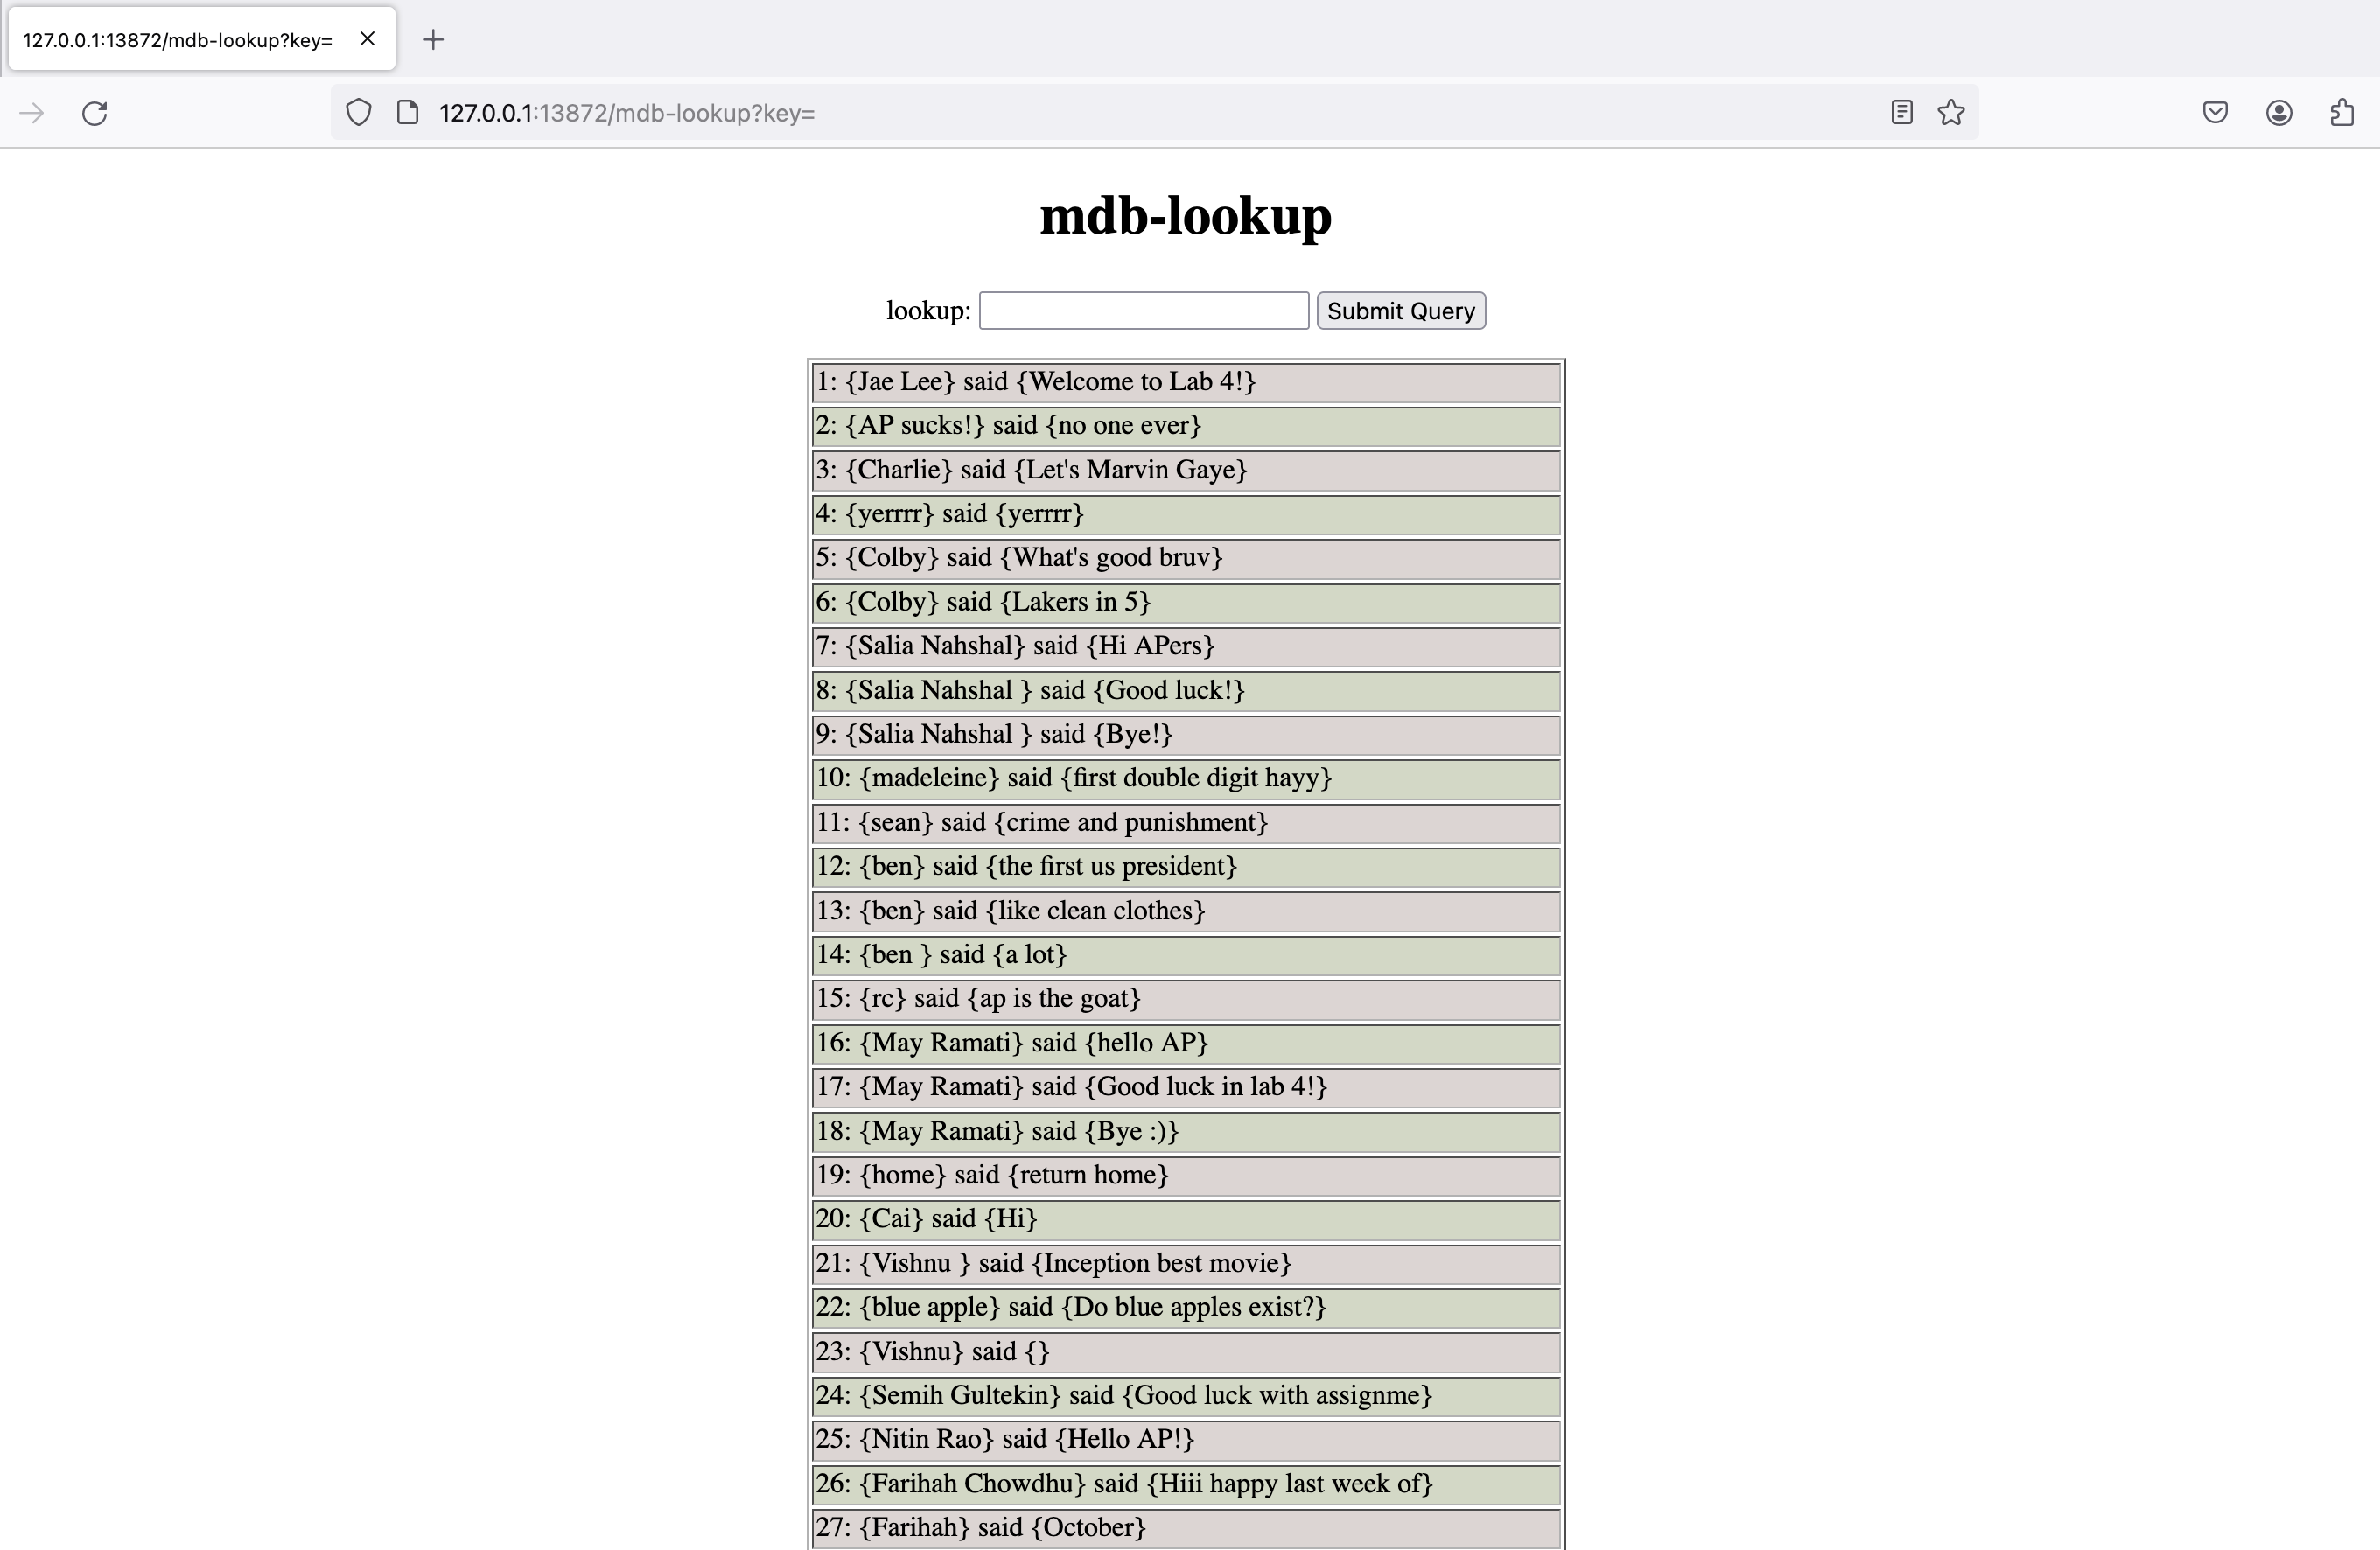 127.0.0.1:13872/mdb-lookup?key=
127.0.0.1:13872/mdb-lookup?key=
mdb-lookup
lookup: Submit Query
1: {Jae Lee} said {Welcome to Lab 4!}
2: {AP sucks!} said {no one ever}
3: {Charlie} said {Let's Marvin Gaye}
4: {yerrrr} said {yerrrr}
5: {Colby} said {What's good bruv}
6: {Colby} said {Lakers in 5}
7: {Salia Nahshal} said {Hi APers}
8: {Salia Nahshal } said {Good luck!}
9: {Salia Nahshal } said {Bye!}
10: {madeleine} said {first double digit hayy}
11: {sean} said {crime and punishment}
12: {ben} said {the first us president}
13: {ben} said {like clean clothes}
14: {ben } said {a lot}
15: {rc} said {ap is the goat}
16: {May Ramati} said {hello AP}
17: {May Ramati} said {Good luck in lab 4!}
18: {May Ramati} said {Bye :)}
19: {home} said {return home}
20: {Cai} said {Hi}
21: {Vishnu } said {Inception best movie}
22: {blue apple} said {Do blue apples exist?}
23: {Vishnu} said {}
24: {Semih Gultekin} said {Good luck with assignme}
25: {Nitin Rao} said {Hello AP!}
26: {Farihah Chowdhu} said {Hiii happy last week of}
27: {Farihah} said {October}